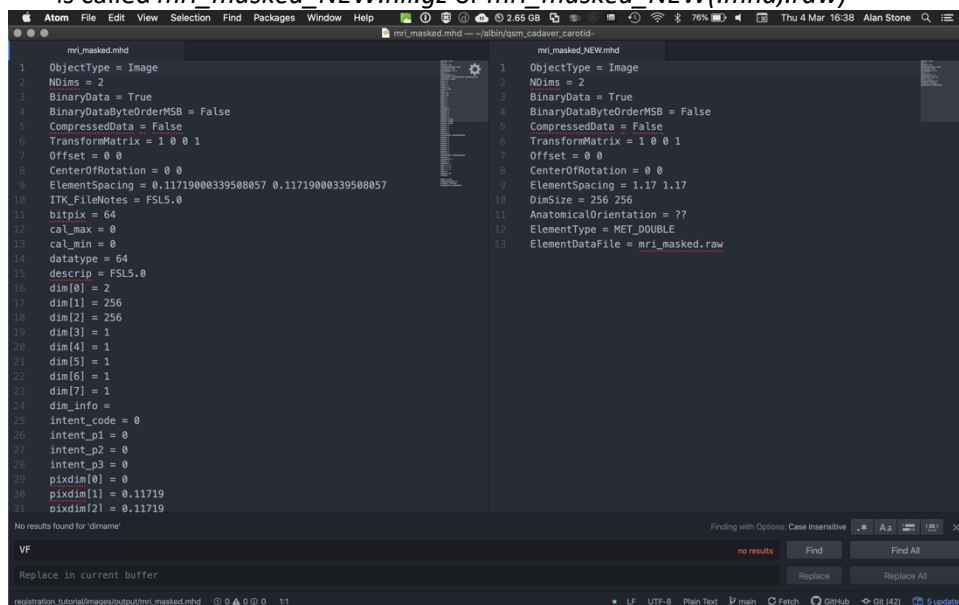 is called mri_masked_NEW.nii.gz or mri_masked_NEW(.mhd/.raw)
Atom File Edit View Selection Find Packages Window Help 2.65 GB 76% Thu 4 Mar 16:38 Alan Stone
mri_masked.mhd — ~/albin/qsm_cadaver_carotid-
mri_masked.mhd
1 ObjectType = Image
2 NDims = 2
3 BinaryData = True
4 BinaryDataByteOrderMSB = False
5 CompressedData = False
6 TransformMatrix = 1 0 0 1
7 Offset = 0 0
8 CenterOfRotation = 0 0
9 ElementSpacing = 0.11719000339508057 0.11719000339508057
10 ITK_FileNotes = FSL5.0
11 bitpix = 64
12 cal_max = 0
13 cal_min = 0
14 datatype = 64
15 descrip = FSL5.0
16 dim[0] = 2
17 dim[1] = 256
18 dim[2] = 256
19 dim[3] = 1
20 dim[4] = 1
21 dim[5] = 1
22 dim[6] = 1
23 dim[7] = 1
24 dim_info =
25 intent_code = 0
26 intent_p1 = 0
27 intent_p2 = 0
28 intent_p3 = 0
29 pixdim[0] = 0
30 pixdim[1] = 0.11719
31 pixdim[2] = 0.11719
mri_masked_NEW.mhd
1 ObjectType = Image
2 NDims = 2
3 BinaryData = True
4 BinaryDataByteOrderMSB = False
5 CompressedData = False
6 TransformMatrix = 1 0 0 1
7 Offset = 0 0
8 CenterOfRotation = 0 0
9 ElementSpacing = 1.17 1.17
10 DimSize = 256 256
11 AnatomicalOrientation = ??
12 ElementType = MET_DOUBLE
13 ElementDataFile = mri_masked.raw
No results found for 'dirname' Finding with Options: Case Insensitive .* Aa
VF no results Find Find All
Replace in current buffer Replace Replace All
registration_tutorial/images/output/mri_masked.mhd 0 0 0 1:1 LF UTF-8 Plain Text main Fetch GitHub Git (42) 5 updates